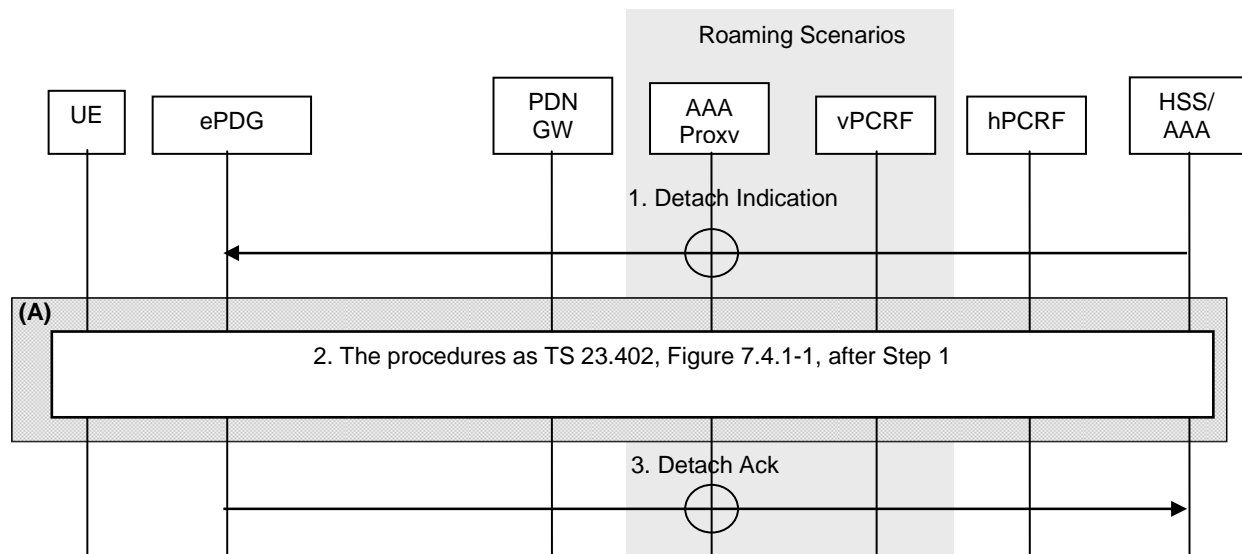 Roaming Scenarios
UE
ePDG
PDN
GW
AAA
Proxv
vPCRF
hPCRF
HSS/
AAA
1. Detach Indication
(A)
2. The procedures as TS 23.402, Figure 7.4.1-1, after Step 1
3. Detach Ack